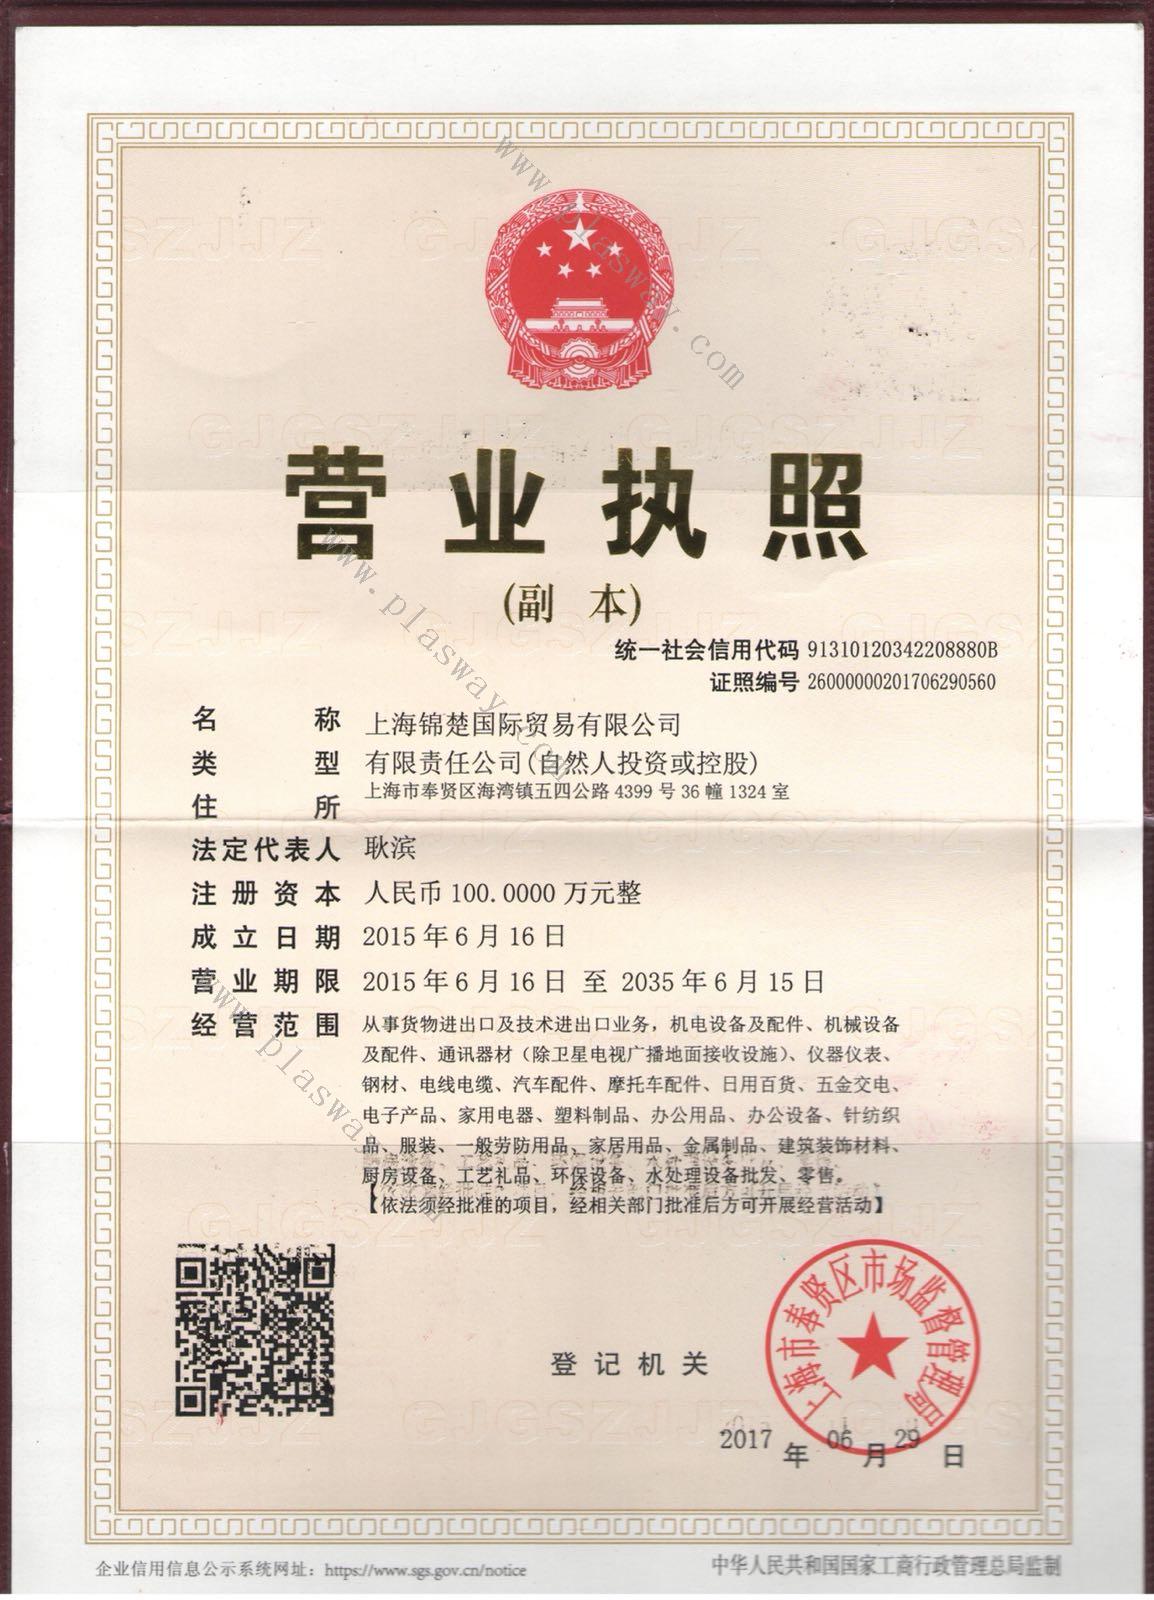 营业执照
(副 本)
统一社会信用代码 91310120342208880B
证照编号 26000000201706290560
名称 上海锦楚国际贸易有限公司
类型 有限责任公司(自然人投资或控股)
住所 上海市奉贤区海湾镇五四公路 4399 号 36 幢 1324 室
法定代表人 耿滨
注册资本 人民币 100.0000 万元整
成立日期 2015 年 6 月 16 日
营业期限 2015 年 6 月 16 日 至 2035 年 6 月 15 日
经营范围 从事货物进出口及技术进出口业务，机电设备及配件、机械设备
及配件、通讯器材（除卫星电视广播地面接收设施）、仪器仪表、
钢材、电线电缆、汽车配件、摩托车配件、日用百货、五金交电、
电子产品、家用电器、塑料制品、办公用品、办公设备、针纺织
品、服装、一般劳防用品、家居用品、金属制品、建筑装饰材料、
厨房设备、工艺礼品、环保设备、水处理设备批发、零售。
【依法须经批准的项目，经相关部门批准后方可开展经营活动】
登记机关
上海市奉贤区市场监督管理局
2017 年 06 月 29 日
企业信用信息公示系统网址：https://www.sgs.gov.cn/notice
中华人民共和国国家工商行政管理总局监制
www.plasway.com
www.plasway.com
www.plasway.com
GJGSZJJZ